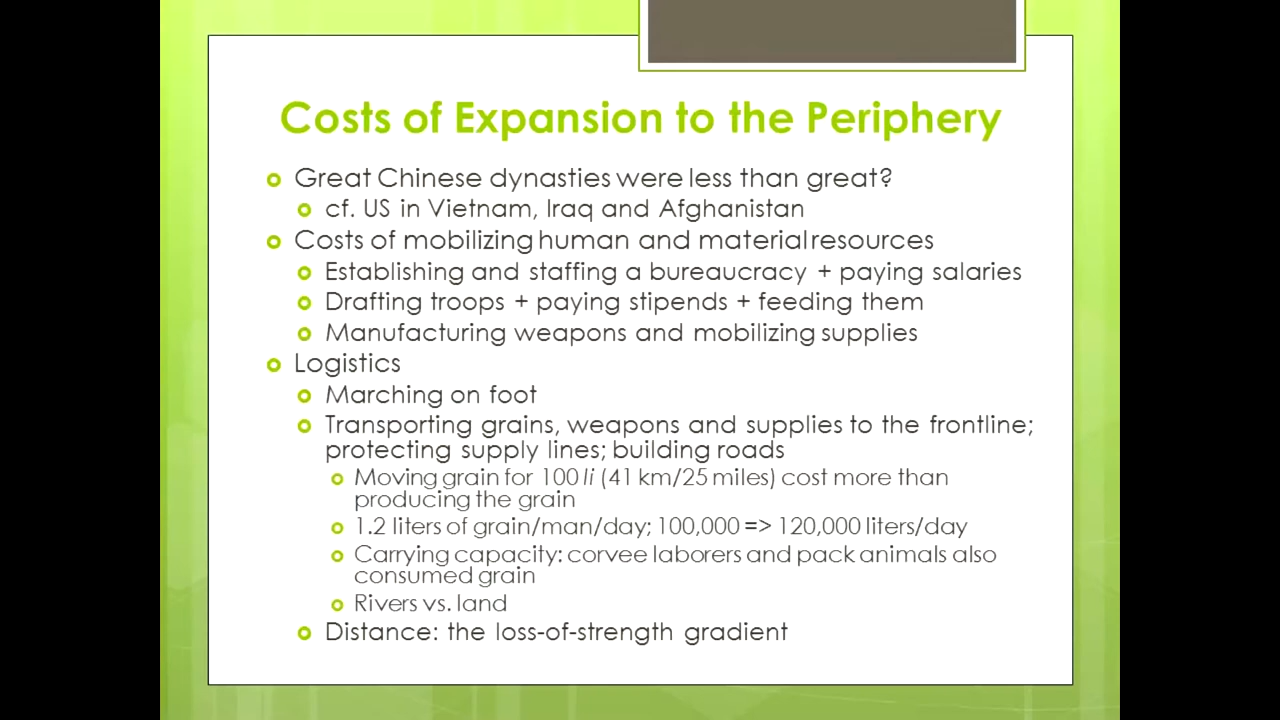 Costs of Expansion to the Periphery
Great Chinese dynasties were less than great?
cf. US in Vietnam, Iraq and Afghanistan
Costs of mobilizing human and material resources
Establishing and staffing a bureaucracy + paying salaries
Drafting troops + paying stipends + feeding them
Manufacturing weapons and mobilizing supplies
Logistics
Marching on foot
Transporting grains, weapons and supplies to the frontline;
protecting supply lines; building roads
Moving grain for 100 li (41 km/25 miles) cost more than
producing the grain
1.2 liters of grain/man/day; 100,000 => 120,000 liters/day
Carrying capacity: corvee laborers and pack animals also
consumed grain
Rivers vs. land
Distance: the loss-of-strength gradient